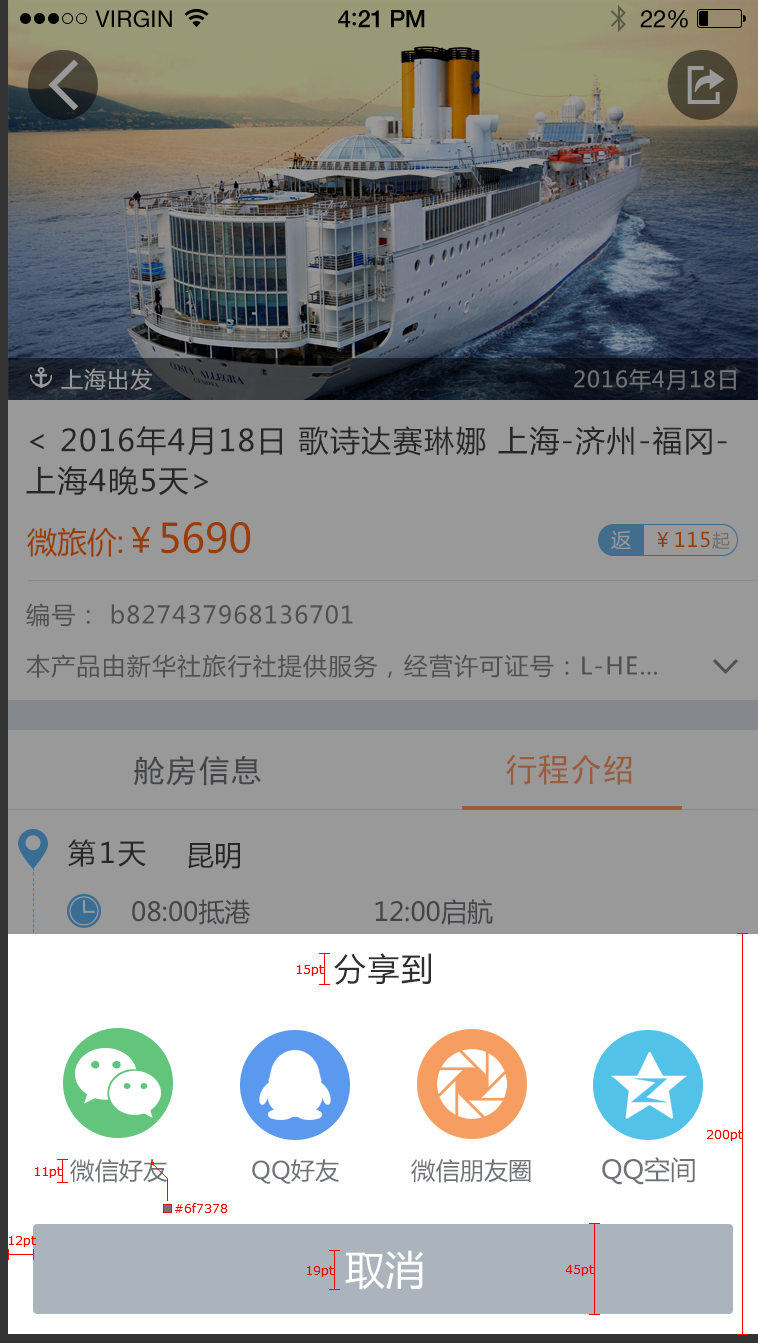 VIRGIN 4:21 PM 22%
COSTA ALLEGRA
GENOVA
上海出发 2016年4月18日
< 2016年4月18日 歌诗达赛琳娜 上海-济州-福冈-
上海4晚5天>
微旅价:¥5690 返 ¥115起
编号： b827437968136701
本产品由新华社旅行社提供服务，经营许可证号：L-HE...
舱房信息 行程介绍
第1天 昆明
08:00抵港 12:00启航
15pt 分享到
200pt
11pt 微信好友 QQ好友 微信朋友圈 QQ空间
#6f7378
12pt
19pt 取消 45pt